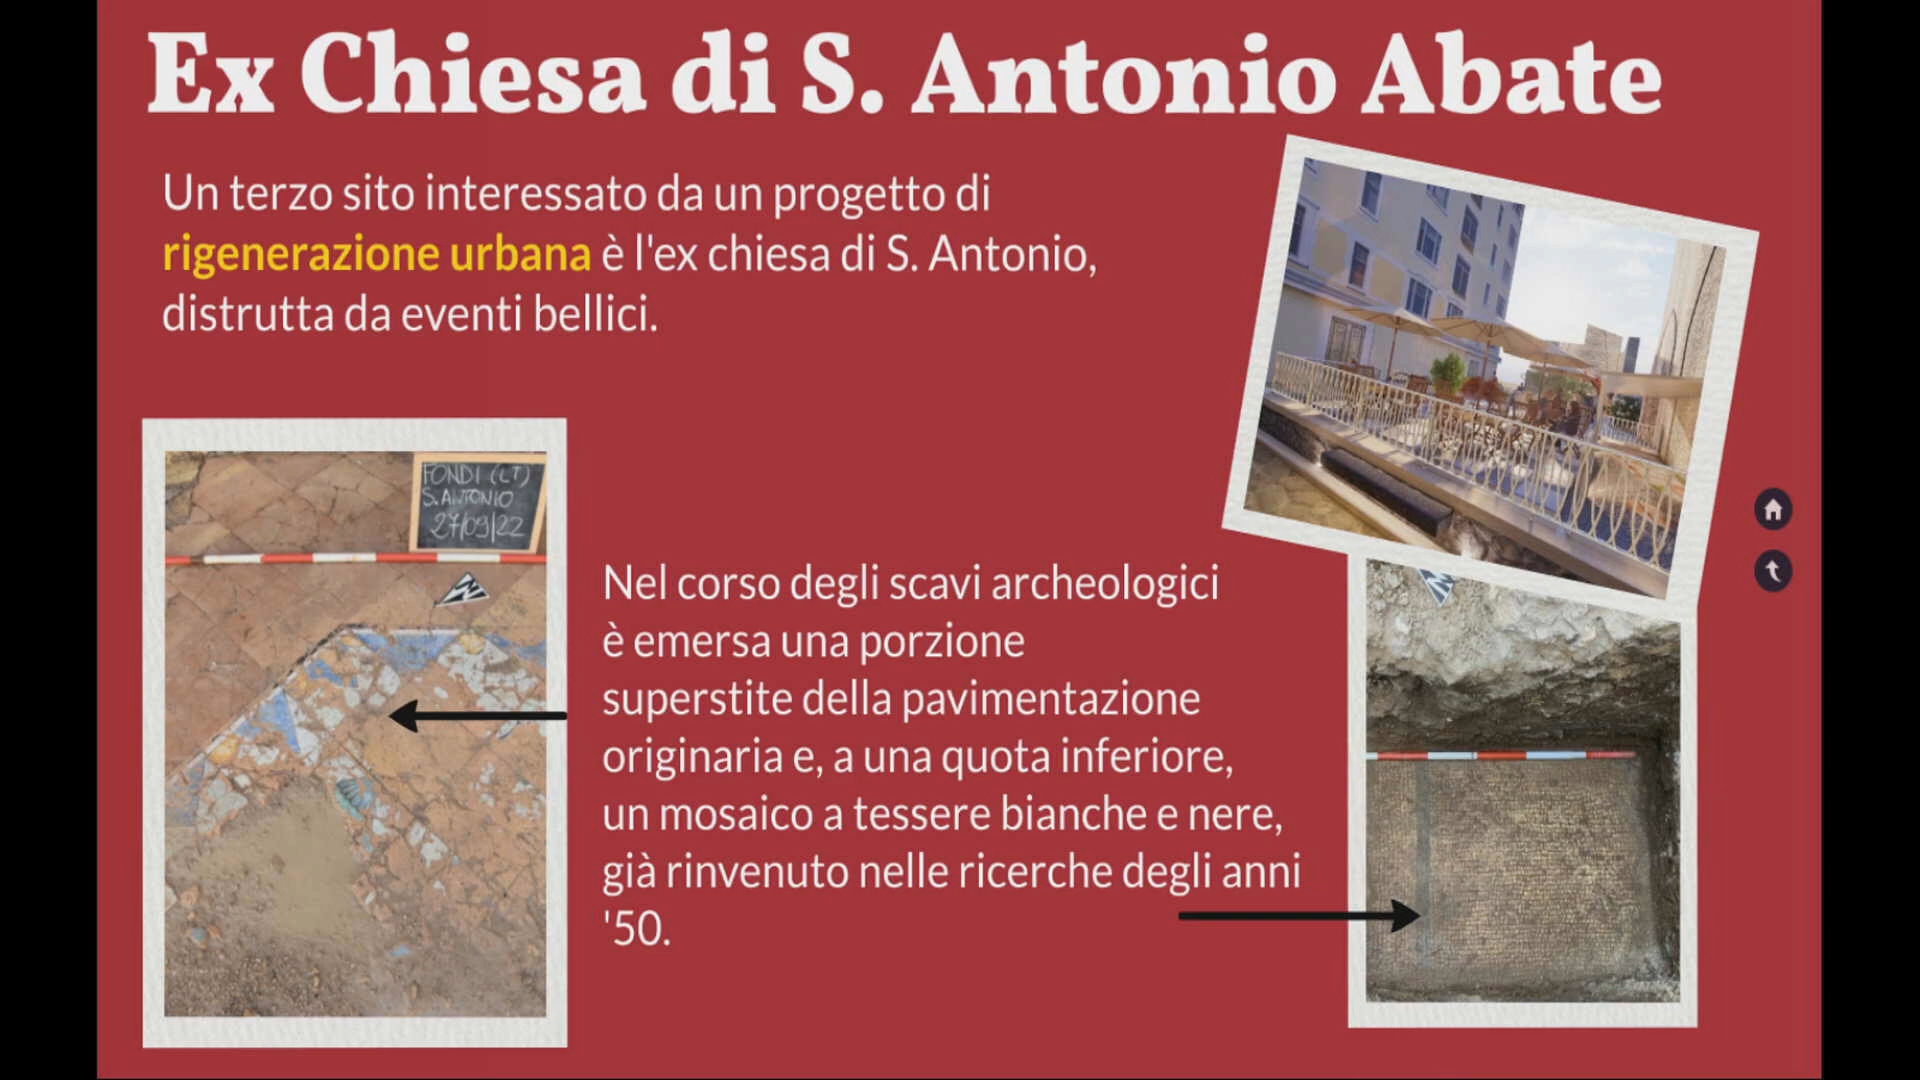 Ex Chiesa di S. Antonio Abate
Un terzo sito interessato da un progetto di
rigenerazione urbana è l'ex chiesa di S. Antonio,
distrutta da eventi bellici.
FONDI (LT)
S. ANTONIO
27/09/22
Nel corso degli scavi archeologici
è emersa una porzione
superstite della pavimentazione
originaria e, a una quota inferiore,
un mosaico a tessere bianche e nere,
già rinvenuto nelle ricerche degli anni
'50.